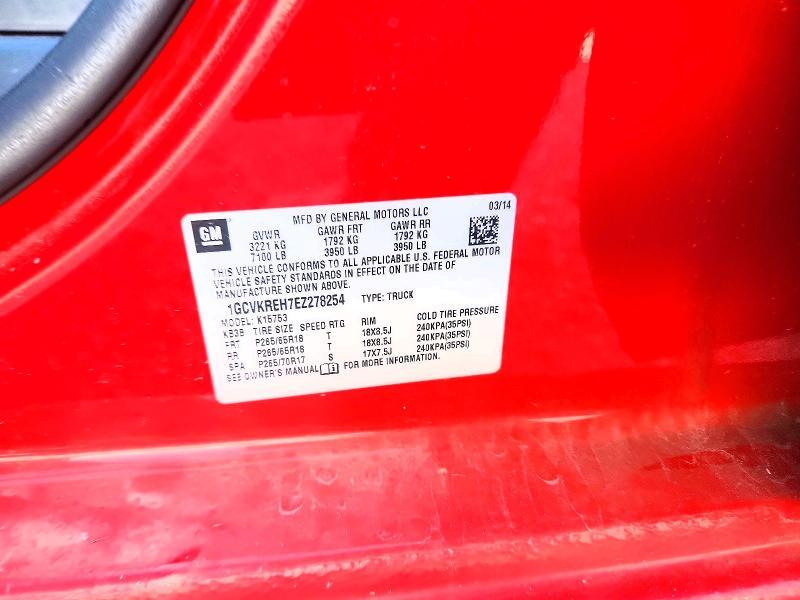 GM
MFD BY GENERAL MOTORS LLC 03/14
GVWR GAWR FRT GAWR RR
3221 KG 1792 KG 1792 KG
7100 LB 3950 LB 3950 LB
THIS VEHICLE CONFORMS TO ALL APPLICABLE U.S. FEDERAL MOTOR
VEHICLE SAFETY STANDARDS IN EFFECT ON THE DATE OF
MANUFACTURE SHOWN ABOVE.
1GCVKREH7EZ278254 TYPE: TRUCK
MODEL: K15753
KB3B TIRE SIZE SPEED RTG RIM COLD TIRE PRESSURE
FRT P265/65R18 T 18X8.5J 240KPA(35PSI)
RR P265/65R18 T 18X8.5J 240KPA(35PSI)
SPA P265/70R17 S 17X7.5J 240KPA(35PSI)
SEE OWNER'S MANUAL FOR MORE INFORMATION.